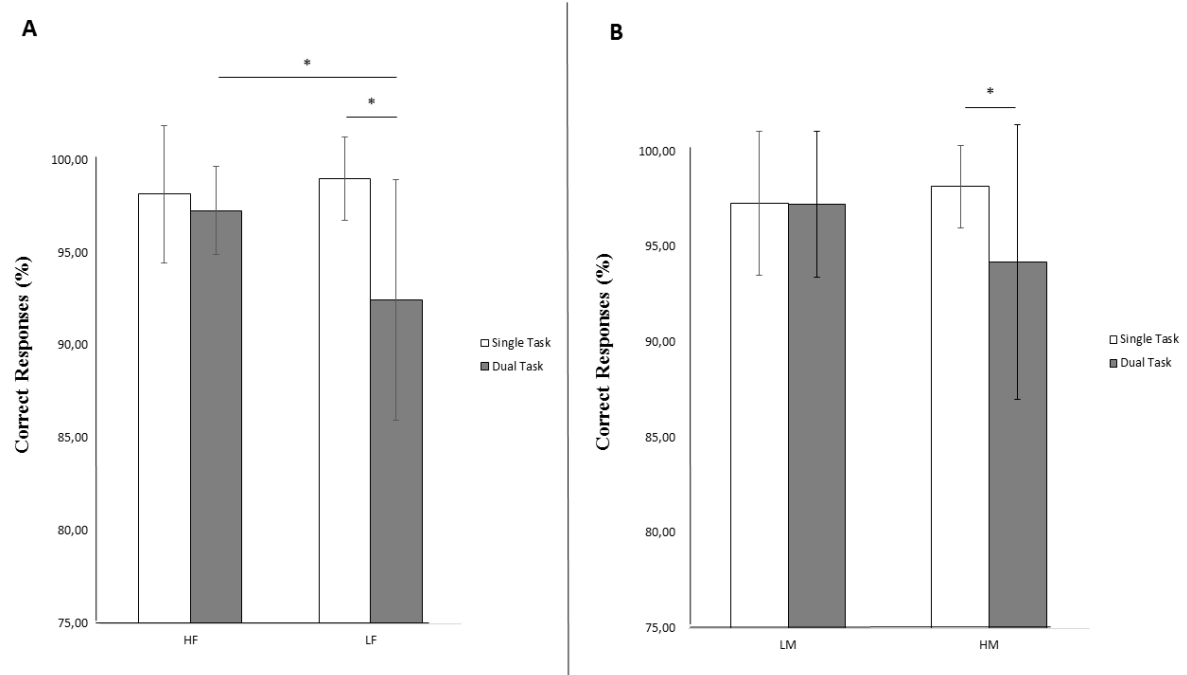 A
*
*
100,00
95,00
90,00
85,00
80,00
75,00
Correct Responses (%)
HF
LF
Single Task
Dual Task
B
*
100,00
95,00
90,00
85,00
80,00
75,00
Correct Responses (%)
LM
HM
Single Task
Dual Task